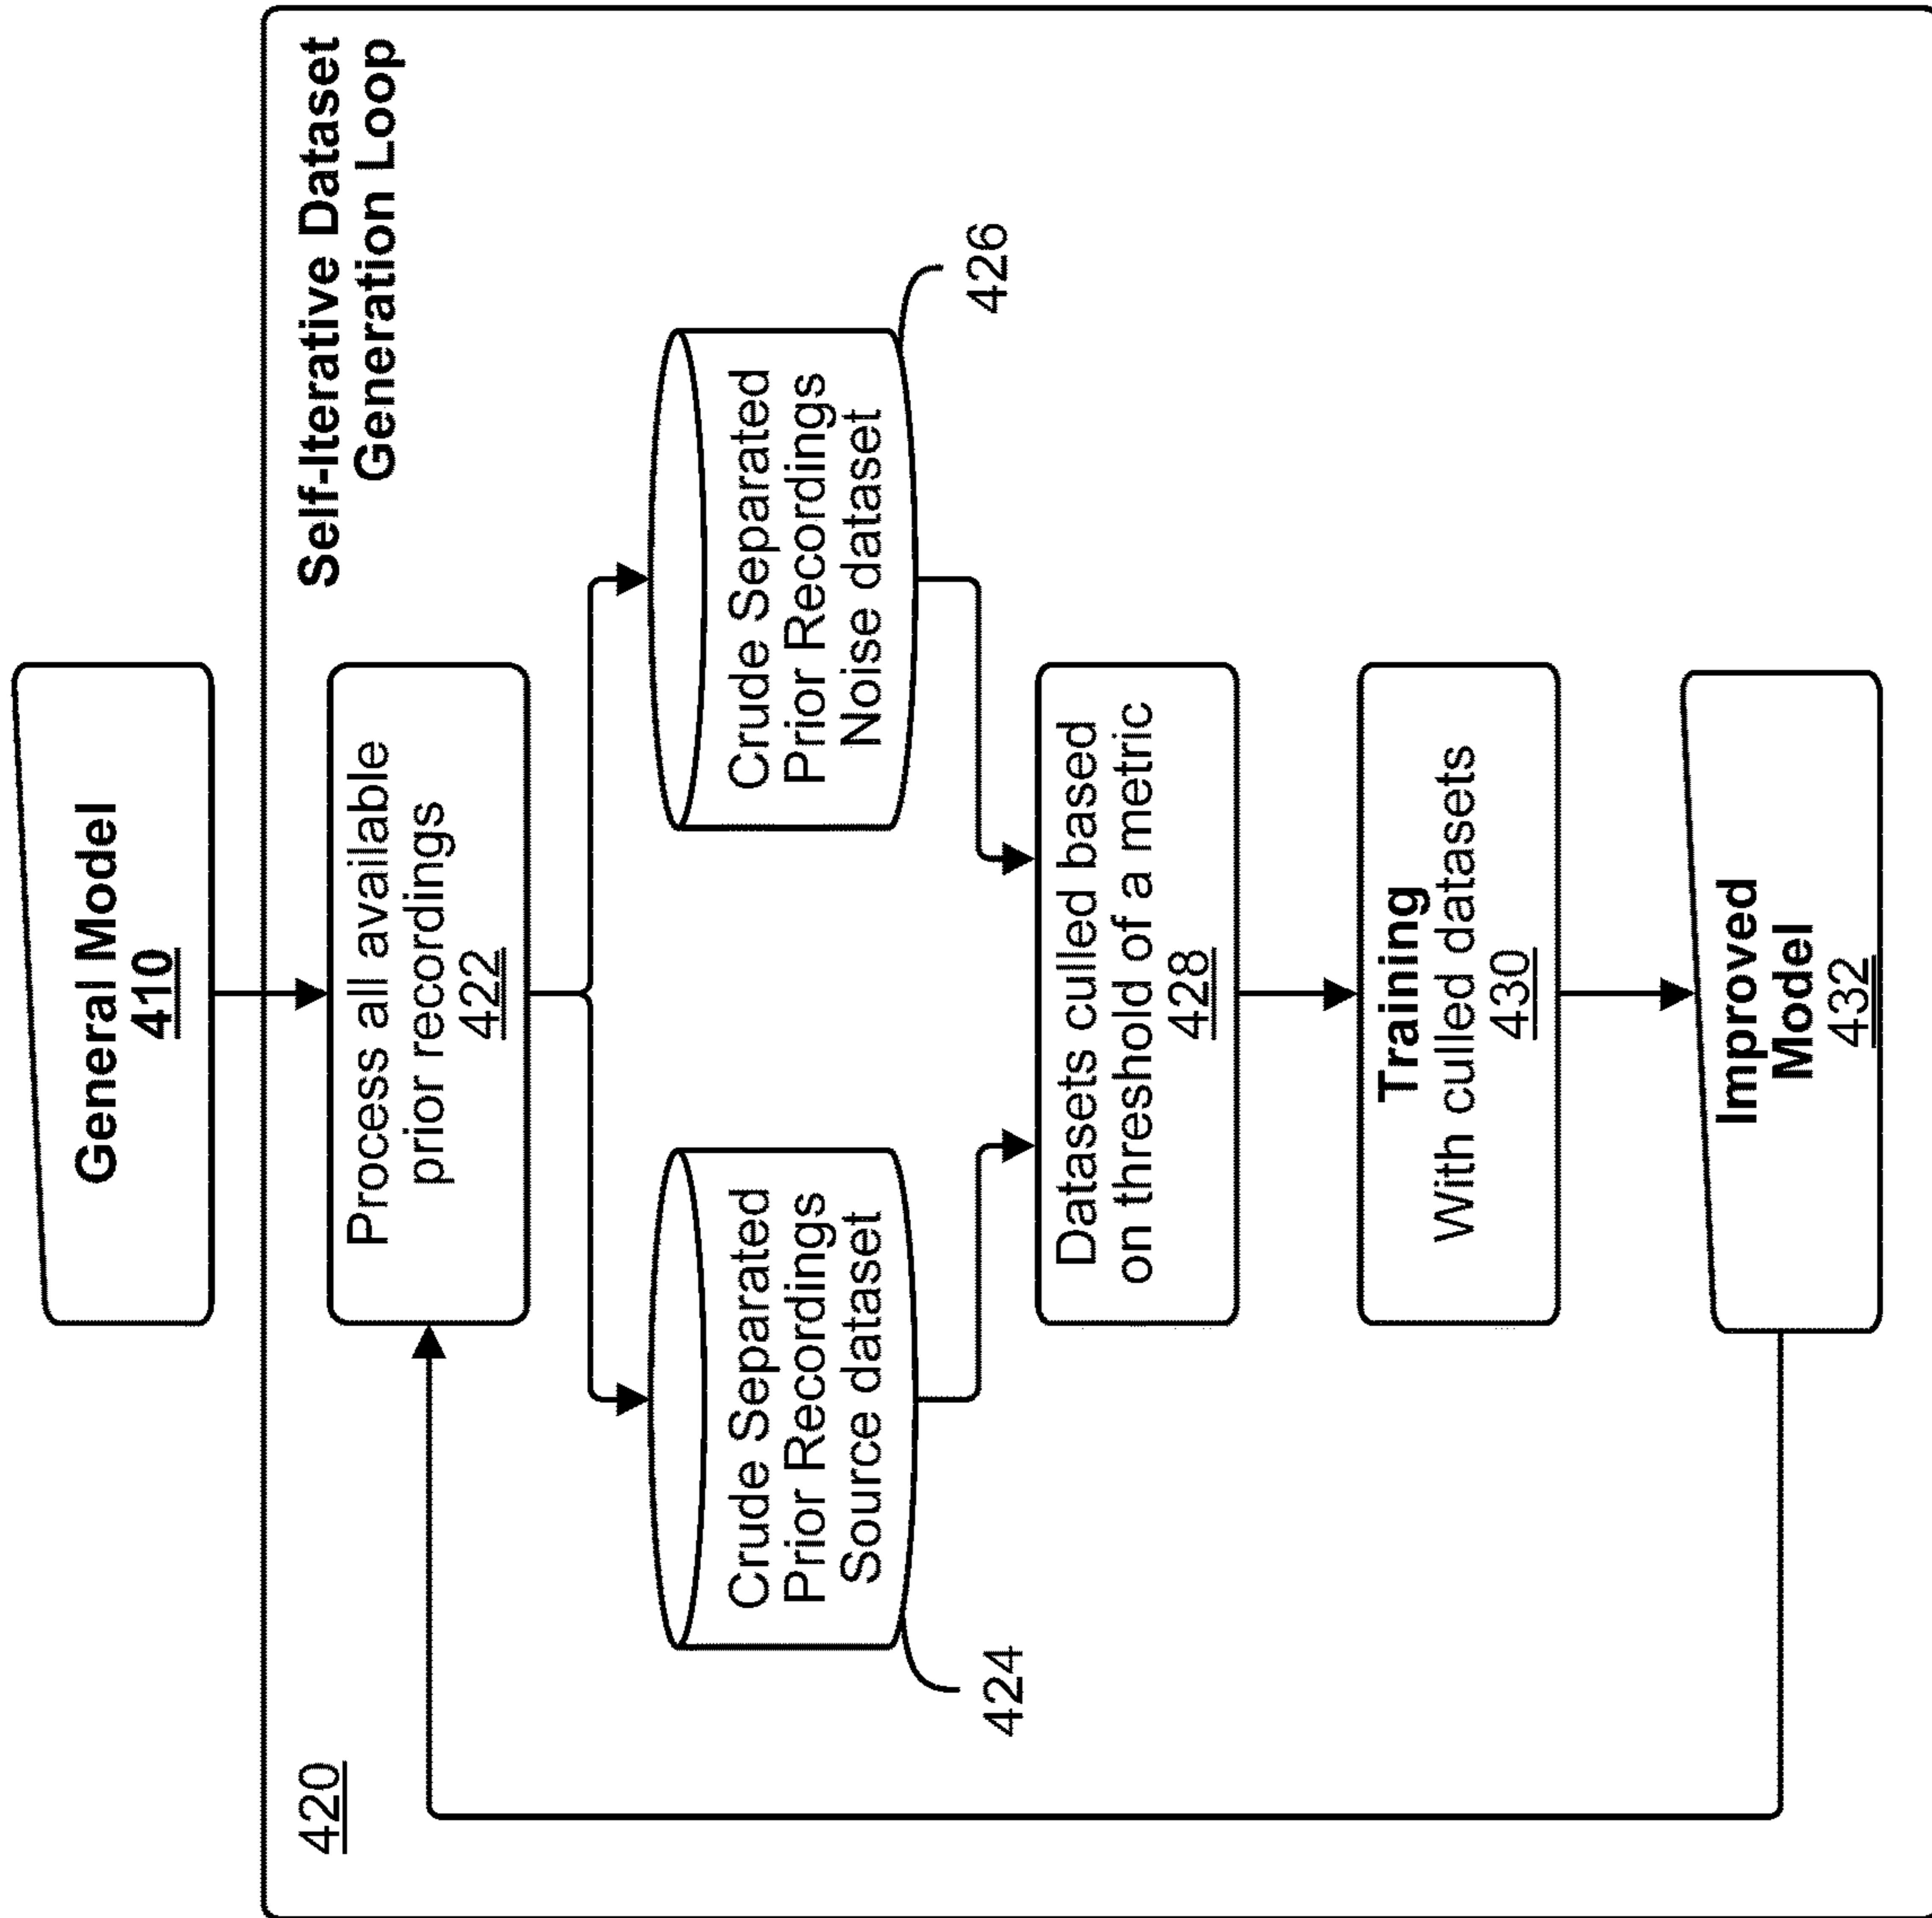 General Model
410
420
Self-Iterative Dataset
Generation Loop
Process all available
prior recordings
422
Crude Separated
Prior Recordings
Source dataset
424
Crude Separated
Prior Recordings
Noise dataset
426
Datasets culled based
on threshold of a metric
428
Training
With culled datasets
430
Improved
Model
432